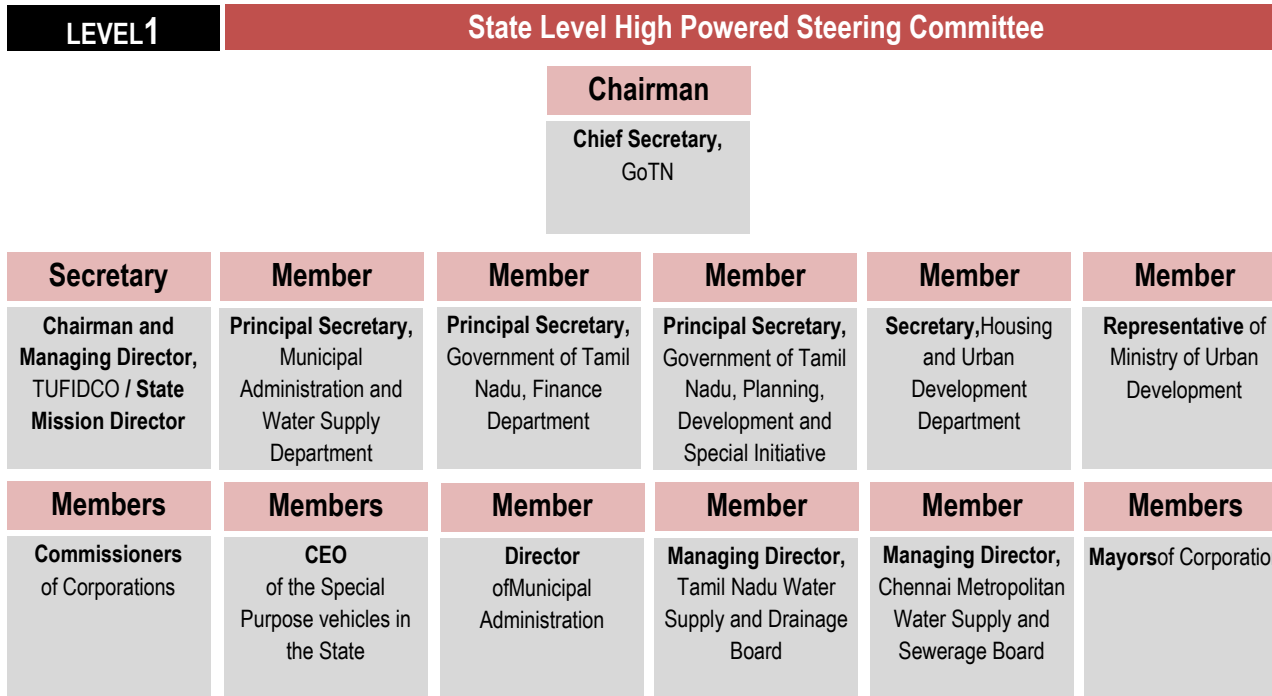 LEVEL1
State Level High Powered Steering Committee
Chairman
Chief Secretary,
GoTN
Secretary
Chairman and
Managing Director,
TUFIDCO / State
Mission Director
Member
Principal Secretary,
Municipal
Administration and
Water Supply
Department
Member
Principal Secretary,
Government of Tamil
Nadu, Finance
Department
Member
Principal Secretary,
Government of Tamil
Nadu, Planning,
Development and
Special Initiative
Member
Secretary,Housing
and Urban
Development
Department
Member
Representative of
Ministry of Urban
Development
Members
Commissioners
of Corporations
Members
CEO
of the Special
Purpose vehicles in
the State
Member
Director
ofMunicipal
Administration
Member
Managing Director,
Tamil Nadu Water
Supply and Drainage
Board
Member
Managing Director,
Chennai Metropolitan
Water Supply and
Sewerage Board
Members
Mayorsof Corporatio